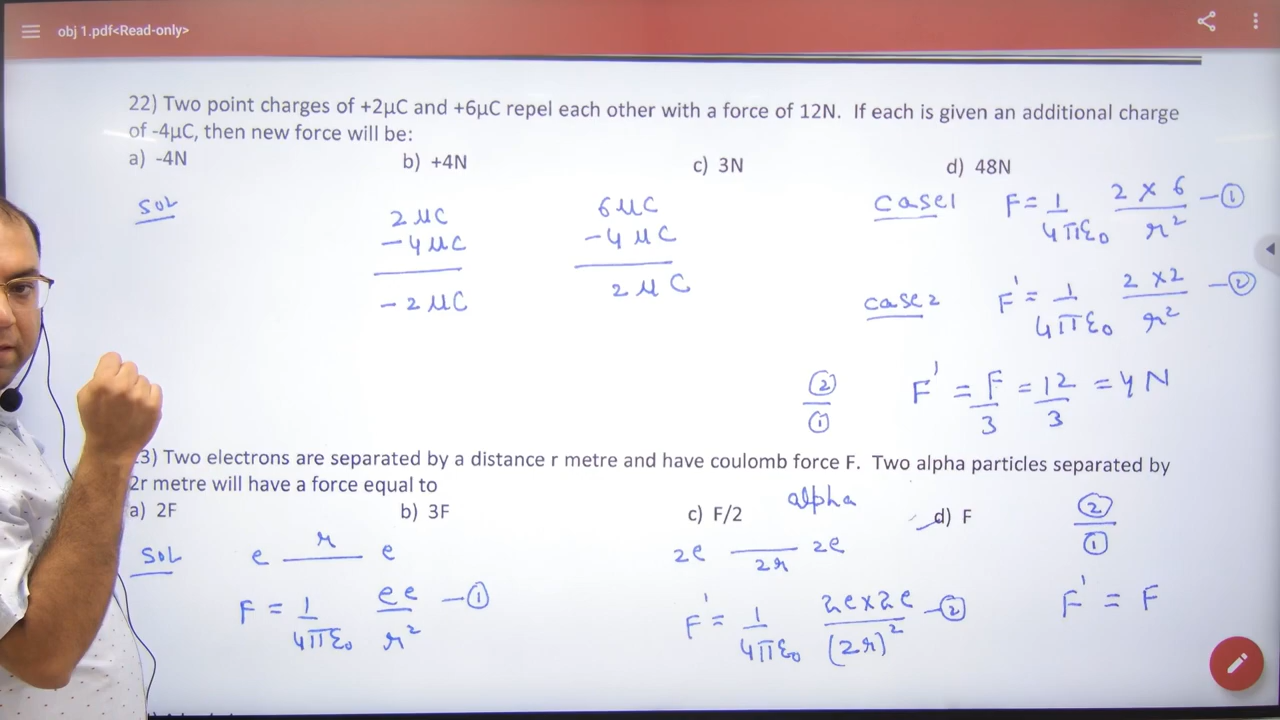 obj 1.pdf<Read-only>
22) Two point charges of +2μC and +6μC repel each other with a force of 12N. If each is given an additional charge
of -4μC, then new force will be:
a) -4N b) +4N c) 3N d) 48N
SOL
2 μC
-4 μC
-2 μC
6 μC
-4 μC
2 μC
case1 F = 1/4πε₀ 2 × 6/r² —①
case2 F' = 1/4πε₀ 2 × 2/r² —②
②/① F' = F/3 = 12/3 = 4 N
3) Two electrons are separated by a distance r metre and have coulomb force F. Two alpha particles separated by
2r metre will have a force equal to
a) 2F b) 3F c) F/2 d) F
alpha
SOL e r e
2e 2r 2e
②/①
F = 1/4πε₀ ee/r² —①
F' = 1/4πε₀ 2e×2e/(2r)² —②
F' = F